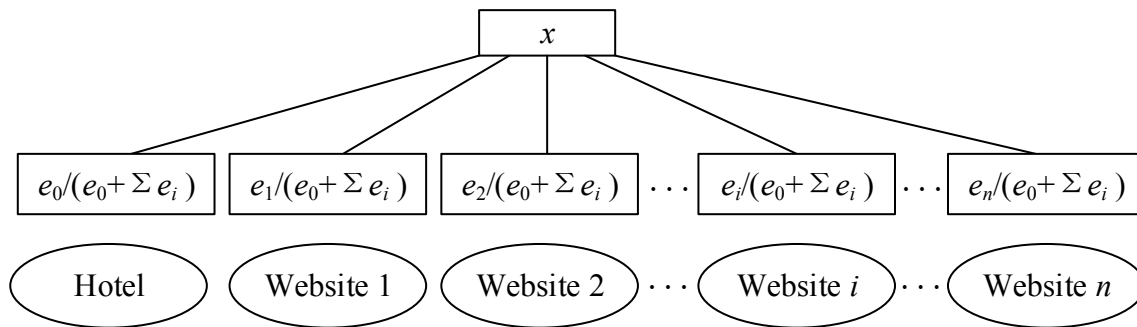 x
e₀/(e₀+ Σ eᵢ) e₁/(e₀+ Σ eᵢ) e₂/(e₀+ Σ eᵢ) ··· eᵢ/(e₀+ Σ eᵢ) ··· eₙ/(e₀+ Σ eᵢ)
Hotel Website 1 Website 2 ··· Website i ··· Website n